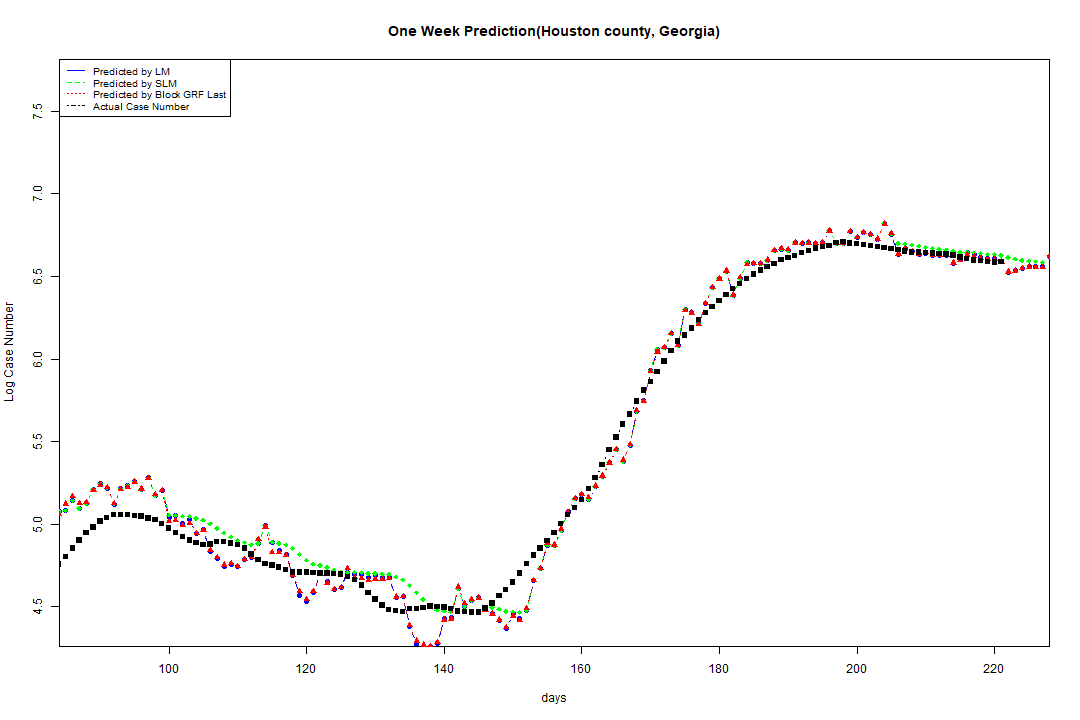 One Week Prediction(Houston county, Georgia)
Predicted by LM
Predicted by SLM
Predicted by Block GRF Last
Actual Case Number
Log Case Number
7.5
7.0
6.5
6.0
5.5
5.0
4.5
100 120 140 160 180 200 220
days